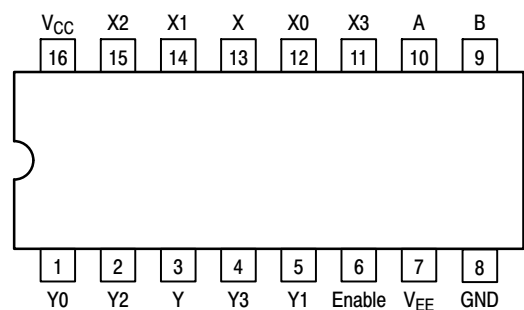 VCC X2 X1 X X0 X3 A B
16 15 14 13 12 11 10 9
1 2 3 4 5 6 7 8
Y0 Y2 Y Y3 Y1 Enable VEE GND